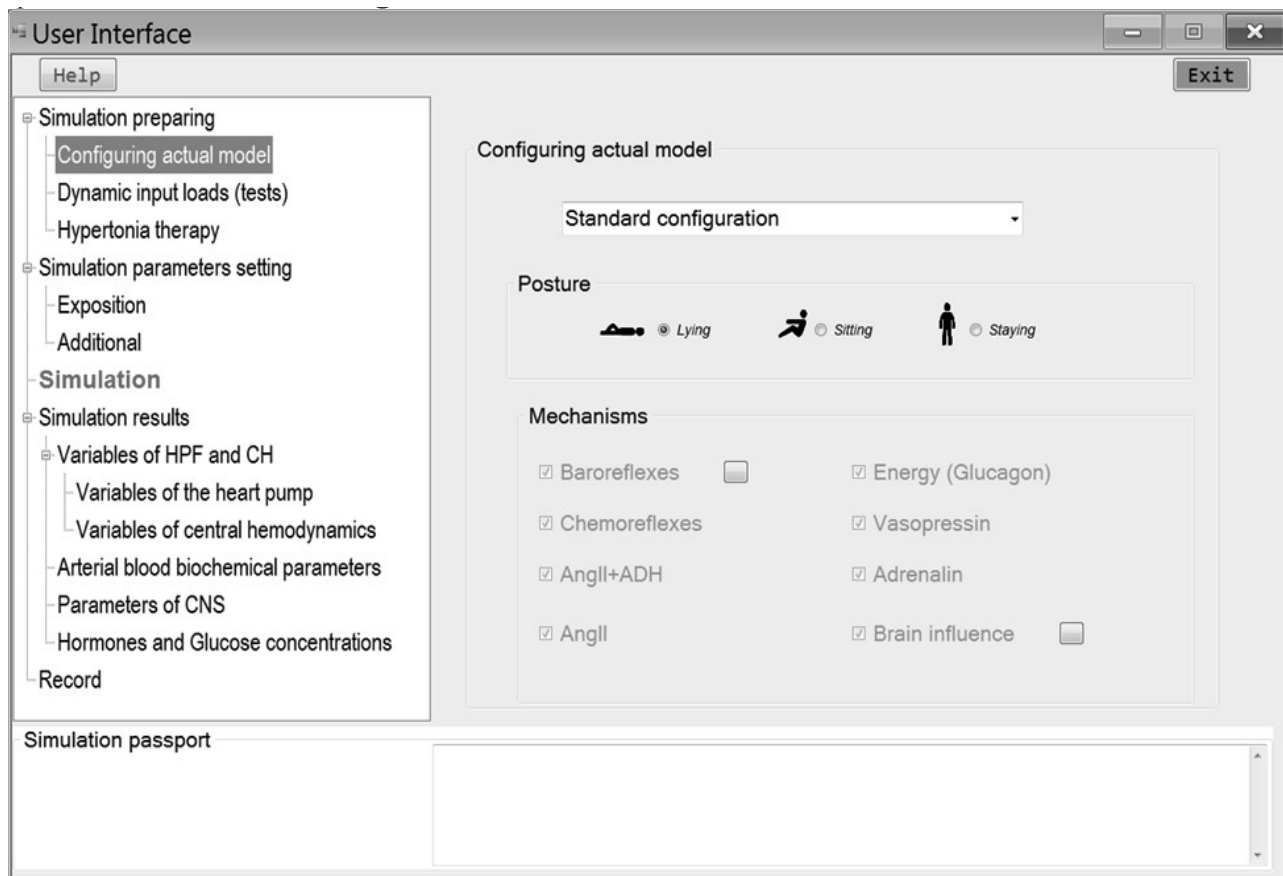 User Interface
Help
Exit
Simulation preparing
Configuring actual model
Dynamic input loads (tests)
Hypertonia therapy
Simulation parameters setting
Exposition
Additional
Simulation
Simulation results
Variables of HPF and CH
Variables of the heart pump
Variables of central hemodynamics
Arterial blood biochemical parameters
Parameters of CNS
Hormones and Glucose concentrations
Record
Configuring actual model
Standard configuration
Posture
Lying Sitting Staying
Mechanisms
Baroreflexes Energy (Glucagon)
Chemoreflexes Vasopressin
AngII+ADH Adrenalin
AngII Brain influence
Simulation passport